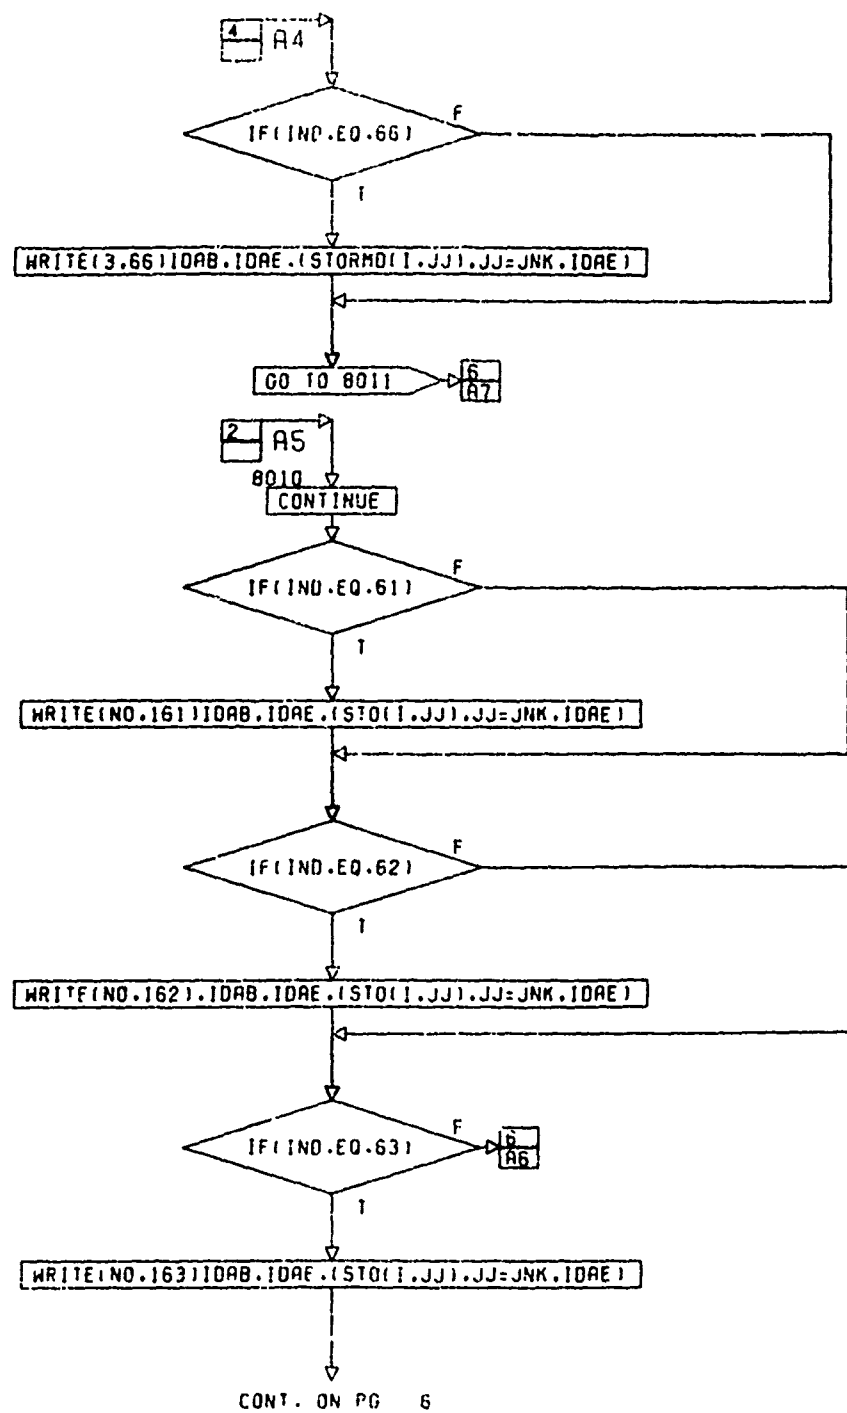 4
A4
F
IF(IND.EQ.66)
T
WRITE(3.66)IDAB.IDAE.(STORMD(I.JJ).JJ=JNK.IDAE)
GO TO 8011
6
A7
2
A5
8010
CONTINUE
F
IF(IND.EQ.61)
T
WRITE(NO.161)IDAB.IDAE.(STO(I.JJ).JJ=JNK.IDAE)
F
IF(IND.EQ.62)
T
WRITE(NO.162).IDAB.IDAE.(STO(I.JJ).JJ=JNK.IDAE)
F
IF(IND.EQ.63)
6
A6
T
WRITE(NO.163)IDAB.IDAE.(STO(I.JJ).JJ=JNK.IDAE)
CONT. ON PG 6